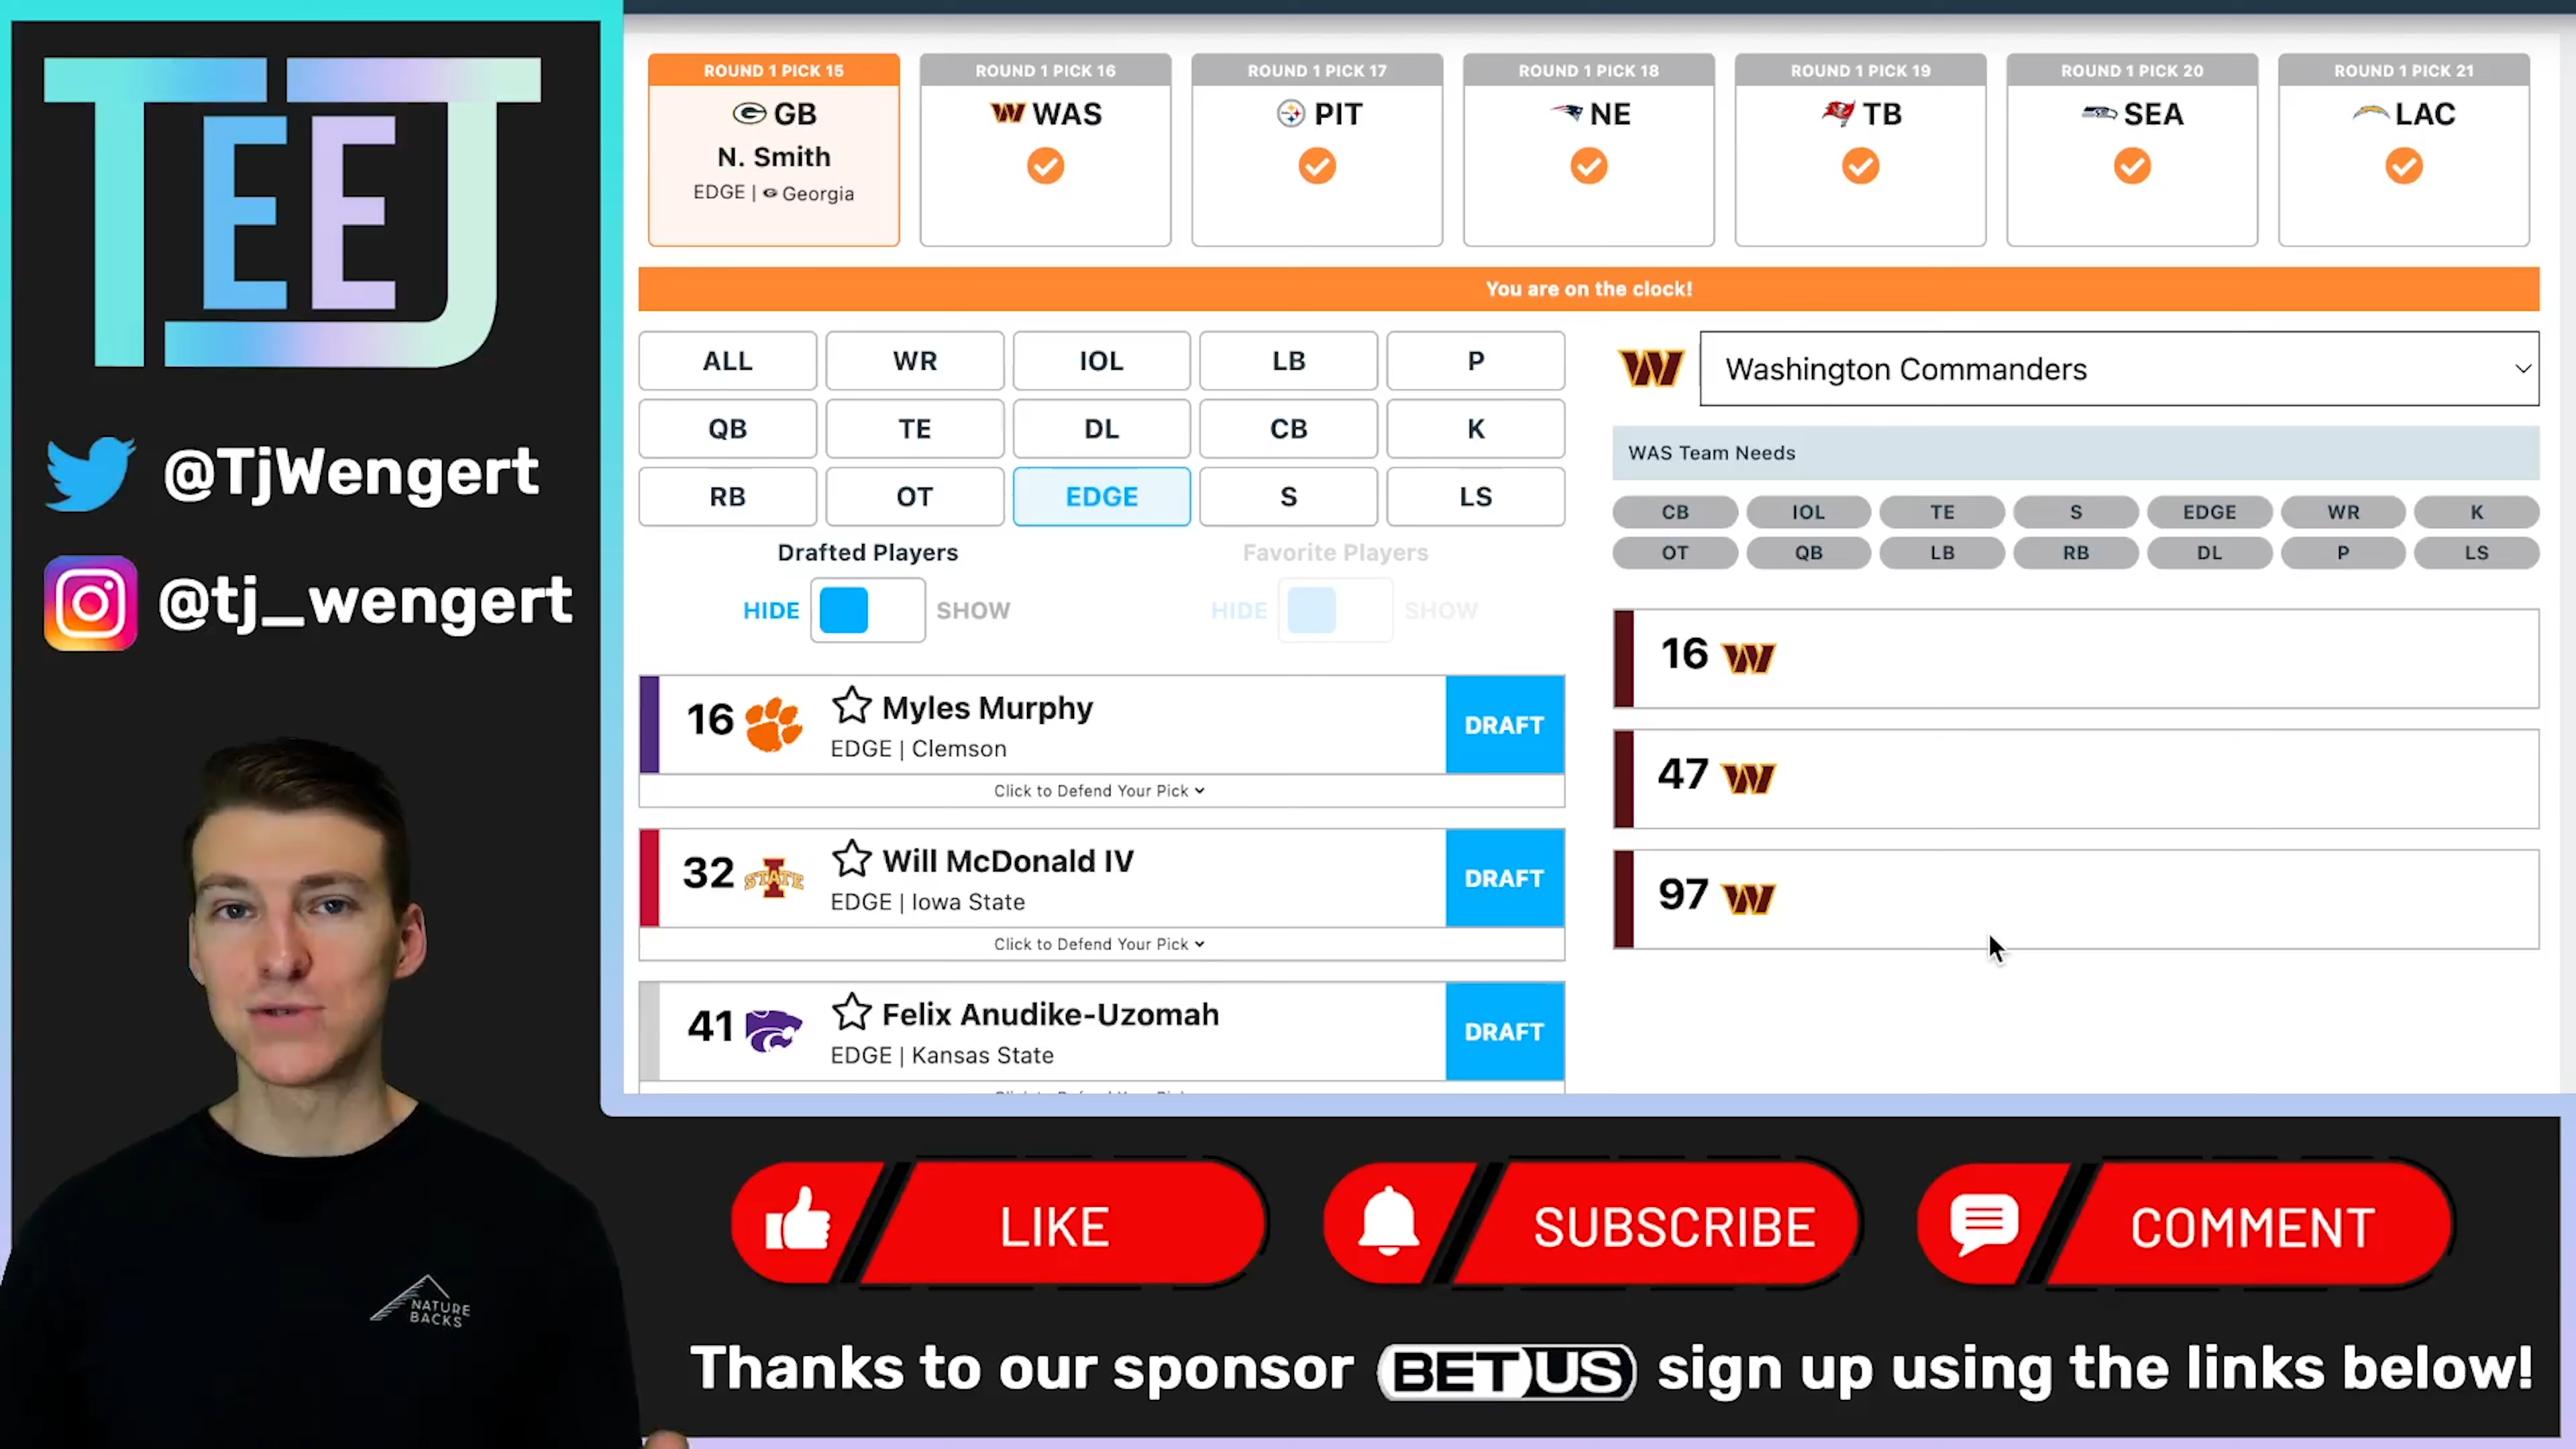 TEEJ
@TjWengert
@tj_wengert
NATURE
BACKS
ROUND 1 PICK 15
GB
N. Smith
EDGE | Georgia
ROUND 1 PICK 16
WAS
ROUND 1 PICK 17
PIT
ROUND 1 PICK 18
NE
ROUND 1 PICK 19
TB
ROUND 1 PICK 20
SEA
ROUND 1 PICK 21
LAC
You are on the clock!
ALL WR IOL LB P
QB TE DL CB K
RB OT EDGE S LS
Drafted Players
HIDE SHOW
Favorite Players
HIDE SHOW
16 Myles Murphy DRAFT
EDGE | Clemson
Click to Defend Your Pick
32 STATE Will McDonald IV DRAFT
EDGE | Iowa State
Click to Defend Your Pick
41 Felix Anudike-Uzomah DRAFT
EDGE | Kansas State
Washington Commanders
WAS Team Needs
CB IOL TE S EDGE WR K
OT QB LB RB DL P LS
16
47
97
LIKE SUBSCRIBE COMMENT
Thanks to our sponsor BETUS sign up using the links below!